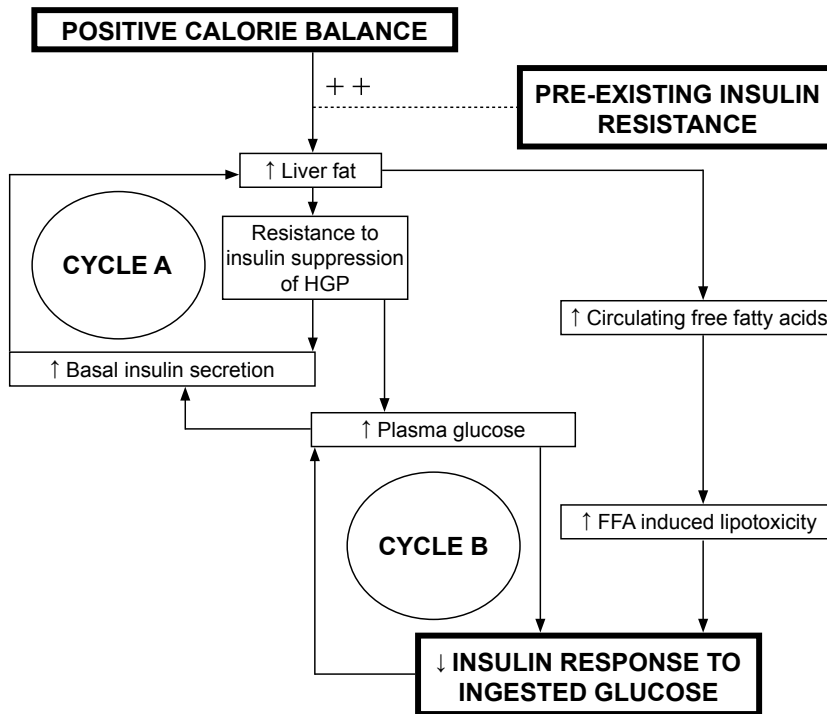 POSITIVE CALORIE BALANCE
+ +
PRE-EXISTING INSULIN
RESISTANCE
↑ Liver fat
CYCLE A
Resistance to
insulin suppression
of HGP
↑ Circulating free fatty acids
↑ Basal insulin secretion
↑ Plasma glucose
CYCLE B
↑ FFA induced lipotoxicity
↓ INSULIN RESPONSE TO
INGESTED GLUCOSE